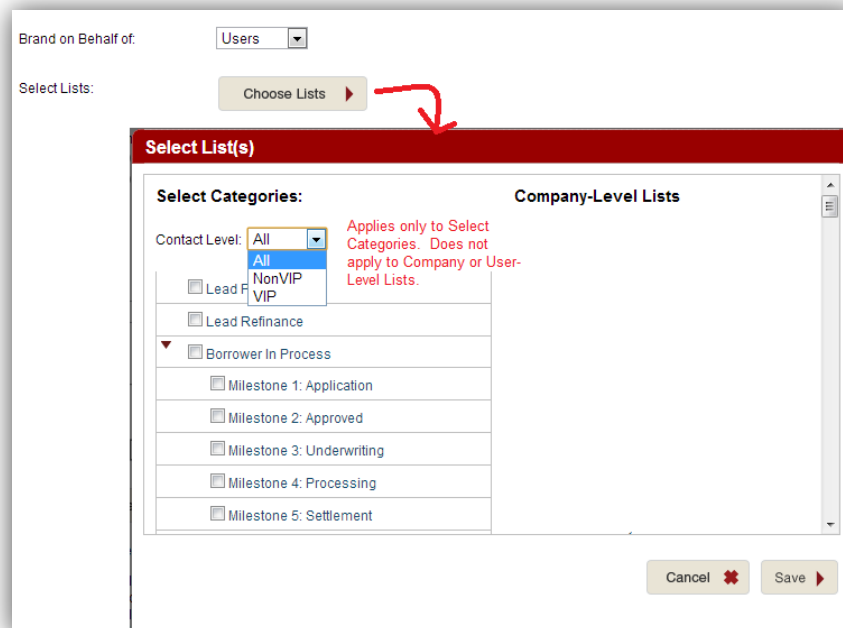 Brand on Behalf of: Users
Select Lists: Choose Lists
Select List(s)
Select Categories: Company-Level Lists
Contact Level: All
Applies only to Select
Categories. Does not
apply to Company or User-
Level Lists.
All
NonVIP
VIP
Lead
Lead Refinance
Borrower In Process
Milestone 1: Application
Milestone 2: Approved
Milestone 3: Underwriting
Milestone 4: Processing
Milestone 5: Settlement
Cancel Save